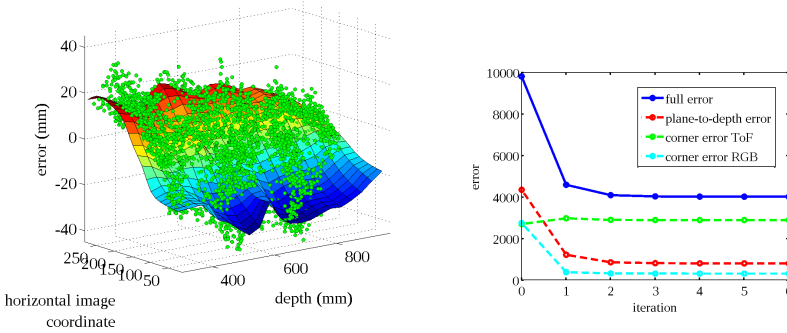 40
20
0
-20
-40
error (mm)
250
200
150
100
50
400
600
800
horizontal image
coordinate
depth (mm)
10000
8000
6000
4000
2000
0
error
full error
plane-to-depth error
corner error ToF
corner error RGB
0 1 2 3 4 5 6
iteration